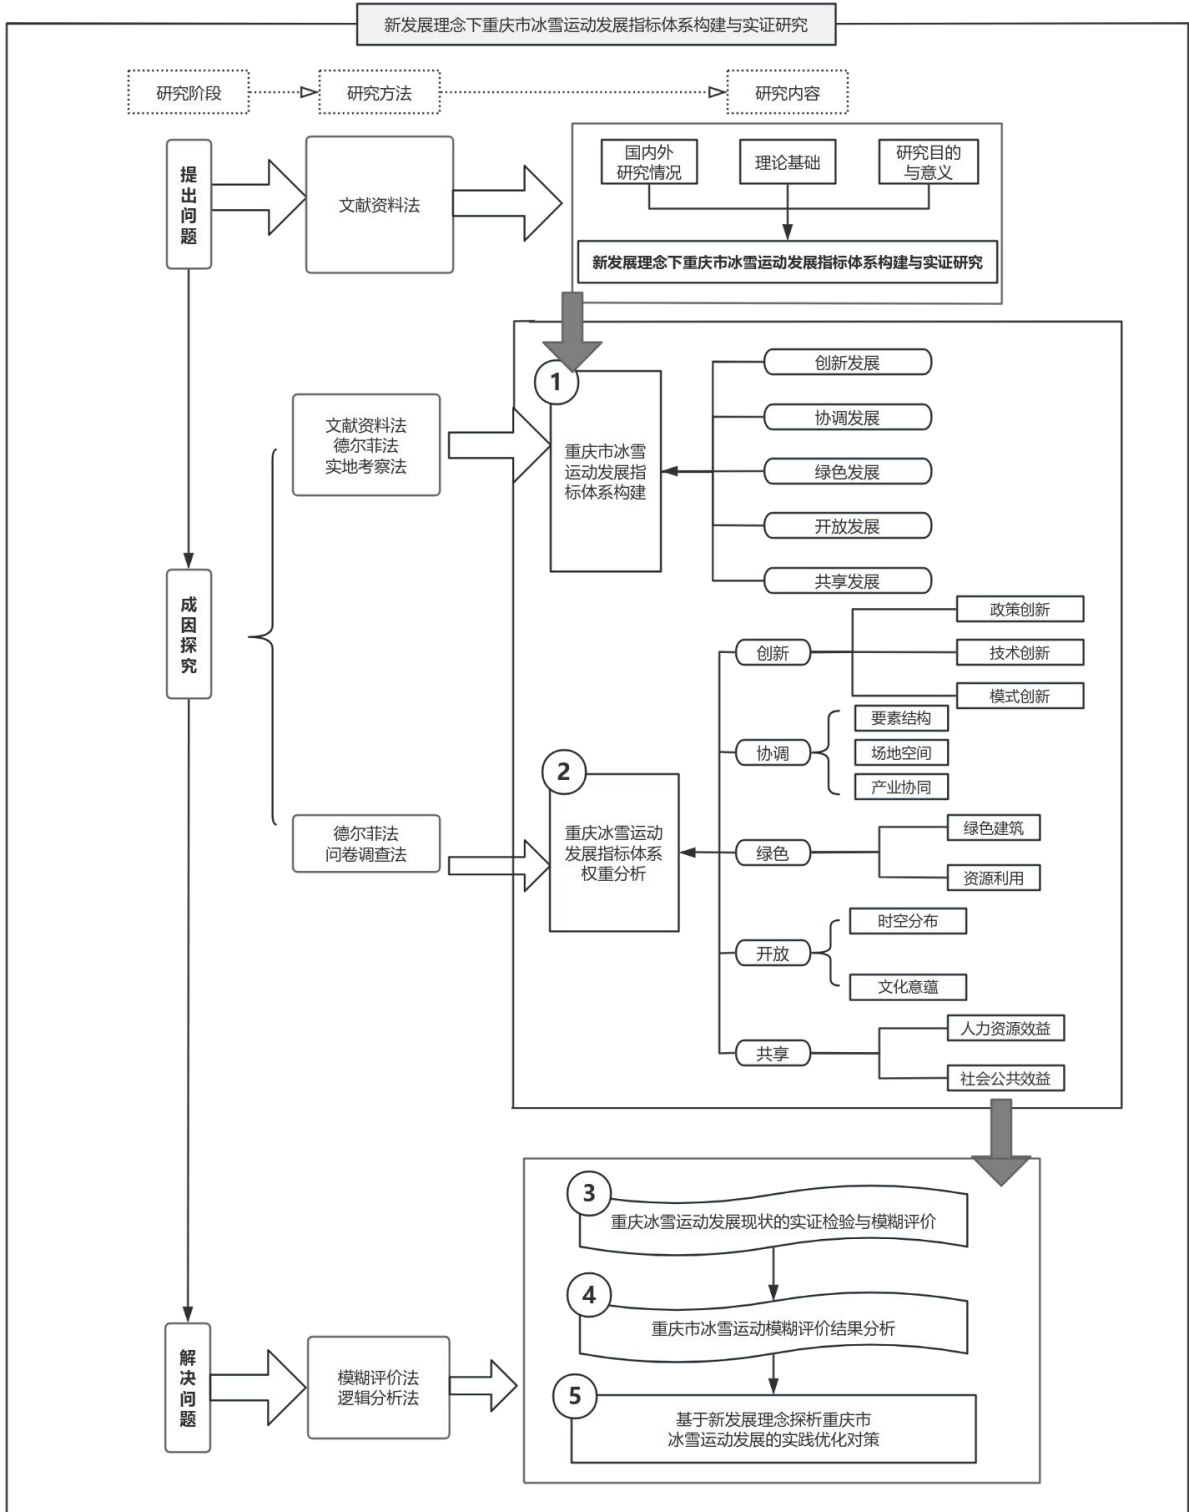 新发展理念下重庆市冰雪运动发展指标体系构建与实证研究
研究阶段
研究方法
研究内容
提
出
问
题
文献资料法
国内外
研究情况
理论基础
研究目的
与意义
新发展理念下重庆市冰雪运动发展指标体系构建与实证研究
成
因
探
究
文献资料法
德尔菲法
实地考察法
1
重庆市冰雪
运动发展指
标体系构建
创新发展
协调发展
绿色发展
开放发展
共享发展
德尔菲法
问卷调查法
2
重庆冰雪运动
发展指标体系
权重分析
创新
政策创新
技术创新
模式创新
协调
要素结构
场地空间
产业协同
绿色
绿色建筑
资源利用
开放
时空分布
文化意蕴
共享
人力资源效益
社会公共效益
解
决
问
题
模糊评价法
逻辑分析法
3
重庆冰雪运动发展现状的实证检验与模糊评价
4
重庆市冰雪运动模糊评价结果分析
5
基于新发展理念探析重庆市
冰雪运动发展的实践优化对策